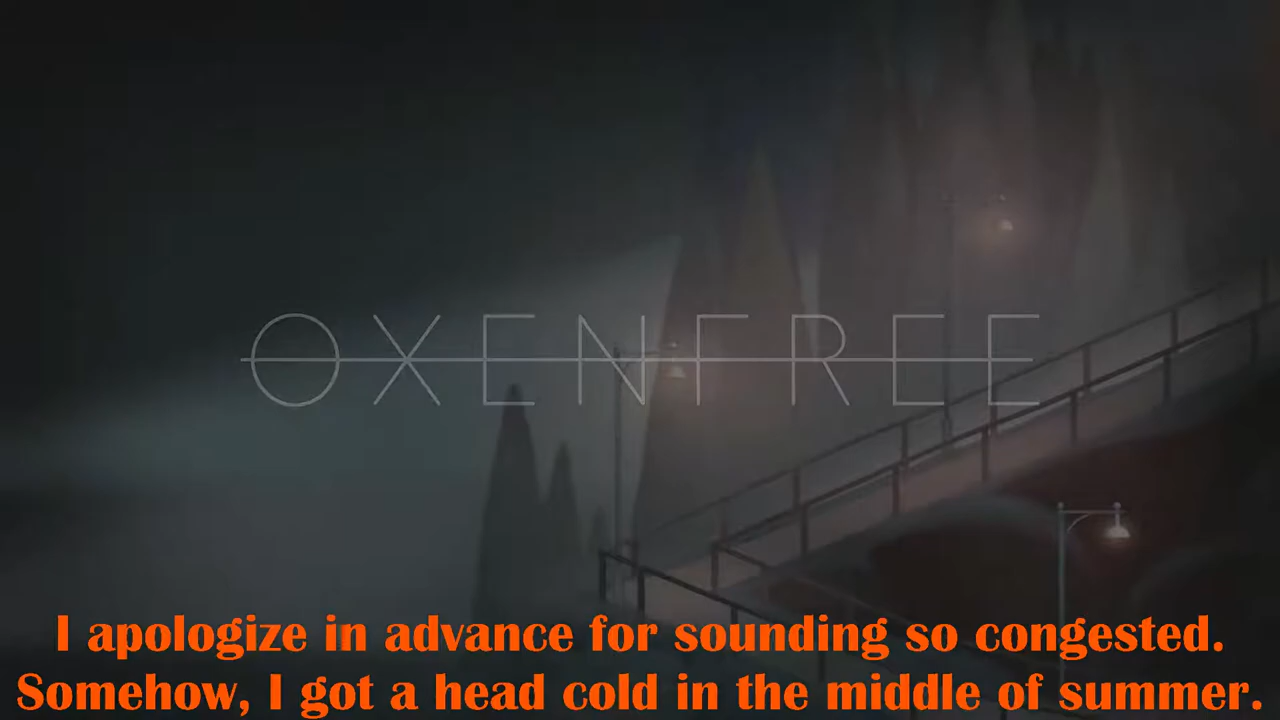 OXENFREE
I apologize in advance for sounding so congested.
Somehow, I got a head cold in the middle of summer.